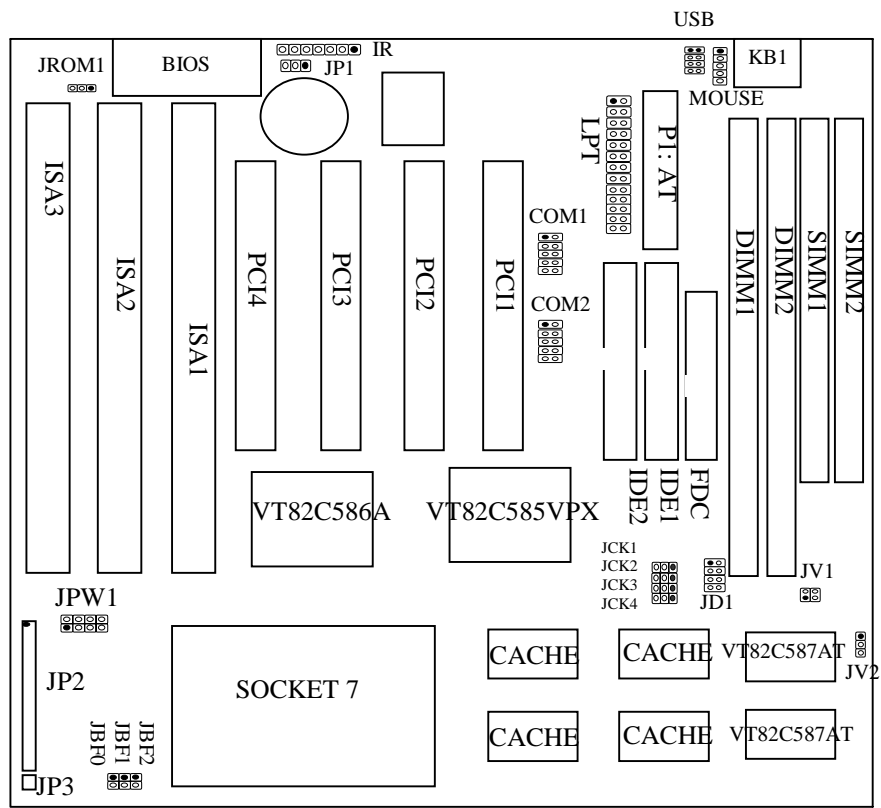 USB
BIOS
IR
JP1
JROM1
KB1
MOUSE
LPT
P1: AT
ISA3
ISA2
ISA1
PCI4
PCI3
PCI2
PCI1
COM1
COM2
DIMM1
DIMM2
SIMM1
SIMM2
IDE2
IDE1
FDC
VT82C586A
VT82C585VPX
JCK1
JCK2
JCK3
JCK4
JD1
JV1
JPW1
JP2
SOCKET 7
CACHE
CACHE
VT82C587AT
JV2
JBF0
JBF1
JBF2
CACHE
CACHE
VT82C587AT
JP3